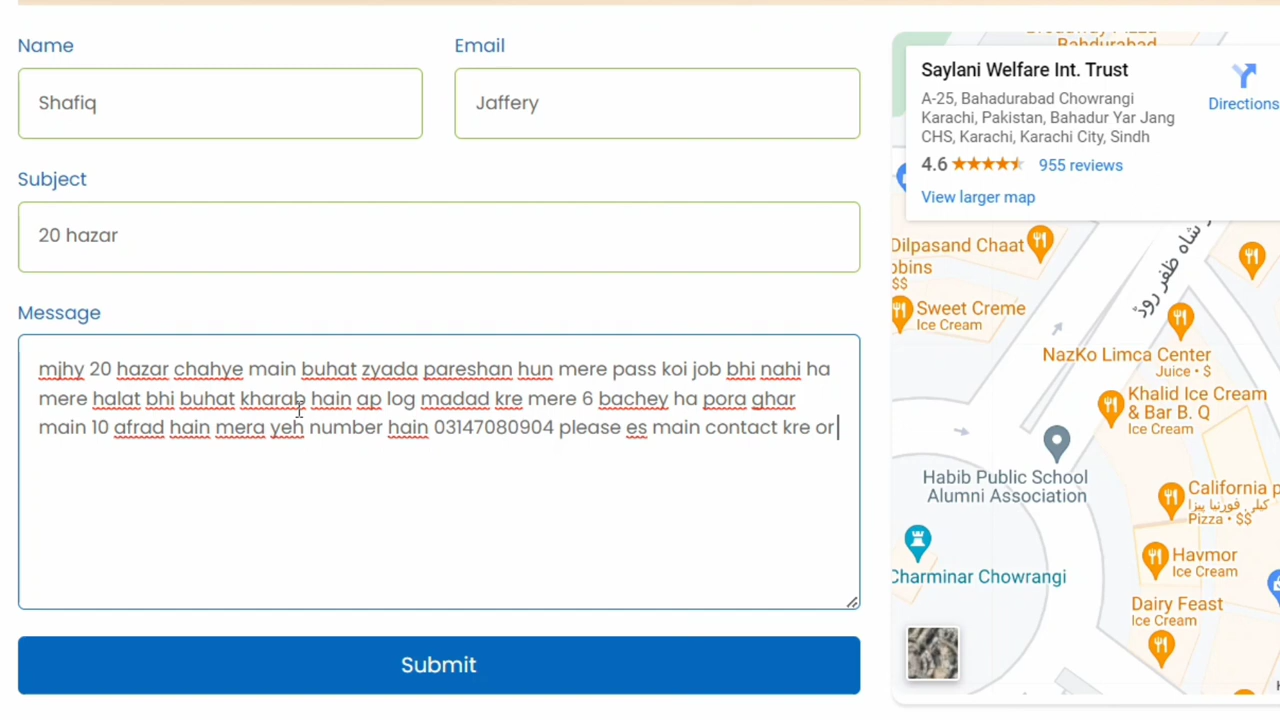 Name
Email
Shafiq
Jaffery
Subject
20 hazar
Message
mjhy 20 hazar chahye main buhat zyada pareshan hun mere pass koi job bhi nahi ha
mere halat bhi buhat kharab hain ap log madad kre mere 6 bachey ha pora ghar
main 10 afrad hain mera yeh number hain 03147080904 please es main contact kre or
Submit
Bahdurabad
Saylani Welfare Int. Trust
A-25, Bahadurabad Chowrangi
Karachi, Pakistan, Bahadur Yar Jang
CHS, Karachi, Karachi City, Sindh
Directions
4.6
955 reviews
View larger map
شاہ ظفر روڈ
Dilpasand Chaat
$$
Sweet Creme
Ice Cream
NazKo Limca Center
Juice • $
Khalid Ice Cream
& Bar B. Q
Ice Cream
Habib Public School
Alumni Association
California
Pizza • $$
Charminar Chowrangi
Havmor
Ice Cream
Dairy Feast
Ice Cream